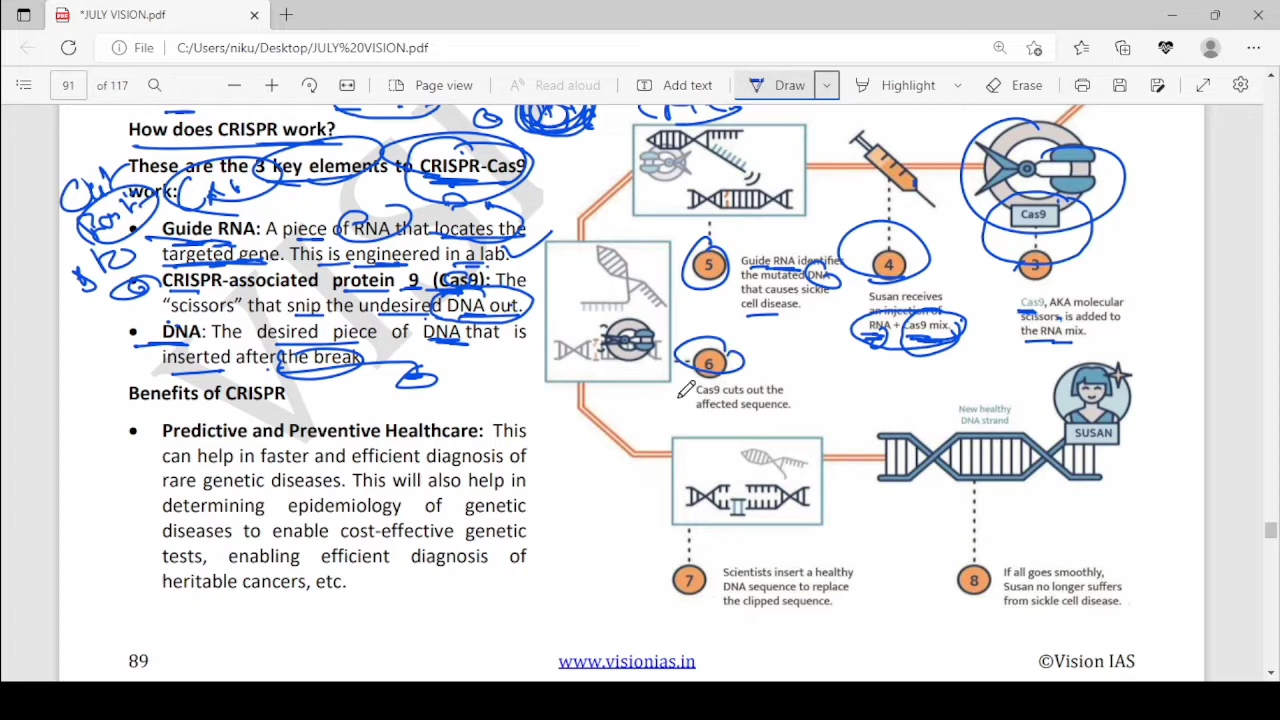 *JULY VISION.pdf
File
C:/Users/niku/Desktop/JULY%20VISION.pdf
91 of 117
Page view
Read aloud
Add text
Draw
Highlight
Erase
How does CRISPR work?
These are the 3 key elements to CRISPR-Cas9
work:
• Guide RNA: A piece of RNA that locates the
targeted gene. This is engineered in a lab.
CRISPR-associated protein 9 (Cas9): The
“scissors” that snip the undesired DNA out.
• DNA: The desired piece of DNA that is
inserted after the break
Benefits of CRISPR
• Predictive and Preventive Healthcare: This
can help in faster and efficient diagnosis of
rare genetic diseases. This will also help in
determining epidemiology of genetic
diseases to enable cost-effective genetic
tests, enabling efficient diagnosis of
heritable cancers, etc.
Cas9
3
Cas9, AKA molecular
scissors, is added to
the RNA mix.
4
Susan receives
an injection of
RNA + Cas9 mix.
5
Guide RNA identifies
the mutated DNA
that causes sickle
cell disease.
6
Cas9 cuts out the
affected sequence.
7
Scientists insert a healthy
DNA sequence to replace
the clipped sequence.
New healthy
DNA strand
SUSAN
8
If all goes smoothly,
Susan no longer suffers
from sickle cell disease.
89
www.visionias.in
©Vision IAS